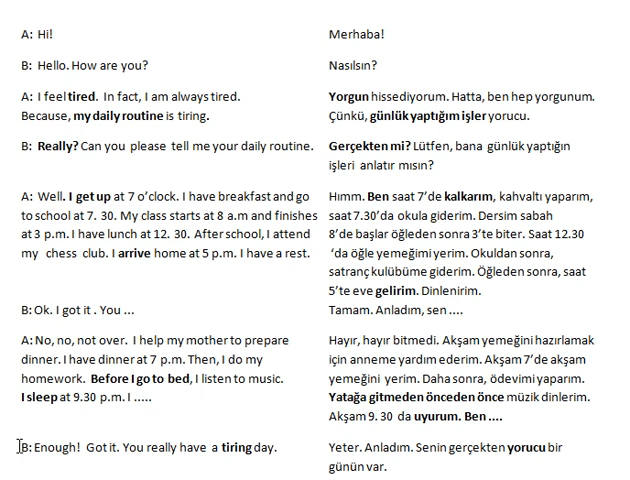 A: Hi!
B: Hello. How are you?
A: I feel tired. In fact, I am always tired.
Because, my daily routine is tiring.
B: Really? Can you please tell me your daily routine.
A: Well. I get up at 7 o'clock. I have breakfast and go
to school at 7. 30. My class starts at 8 a.m and finishes
at 3 p.m. I have lunch at 12. 30. After school, I attend
my chess club. I arrive home at 5 p.m. I have a rest.
B: Ok. I got it . You ...
A: No, no, not over. I help my mother to prepare
dinner. I have dinner at 7 p.m. Then, I do my
homework. Before I go to bed, I listen to music.
I sleep at 9.30 p.m. I .....
B: Enough! Got it. You really have a tiring day.
Merhaba!
Nasılsın?
Yorgun hissediyorum. Hatta, ben hep yorgunum.
Çünkü, günlük yaptığım işler yorucu.
Gerçekten mi? Lütfen, bana günlük yaptığın
işleri anlatır mısın?
Hımm. Ben saat 7'de kalkarım, kahvaltı yaparım,
saat 7.30'da okula giderim. Dersim sabah
8'de başlar öğleden sonra 3'te biter. Saat 12.30
'da öğle yemeğimi yerim. Okuldan sonra,
satranç kulübüme giderim. Öğleden sonra, saat
5'te eve gelirim. Dinlenirim.
Tamam. Anladım, sen ....
Hayır, hayır bitmedi. Akşam yemeğini hazırlamak
için anneme yardım ederim. Akşam 7'de akşam
yemeğini yerim. Daha sonra, ödevimi yaparım.
Yatağa gitmeden önceden önce müzik dinlerim.
Akşam 9. 30 da uyurum. Ben ....
Yeter. Anladım. Senin gerçekten yorucu bir
günün var.